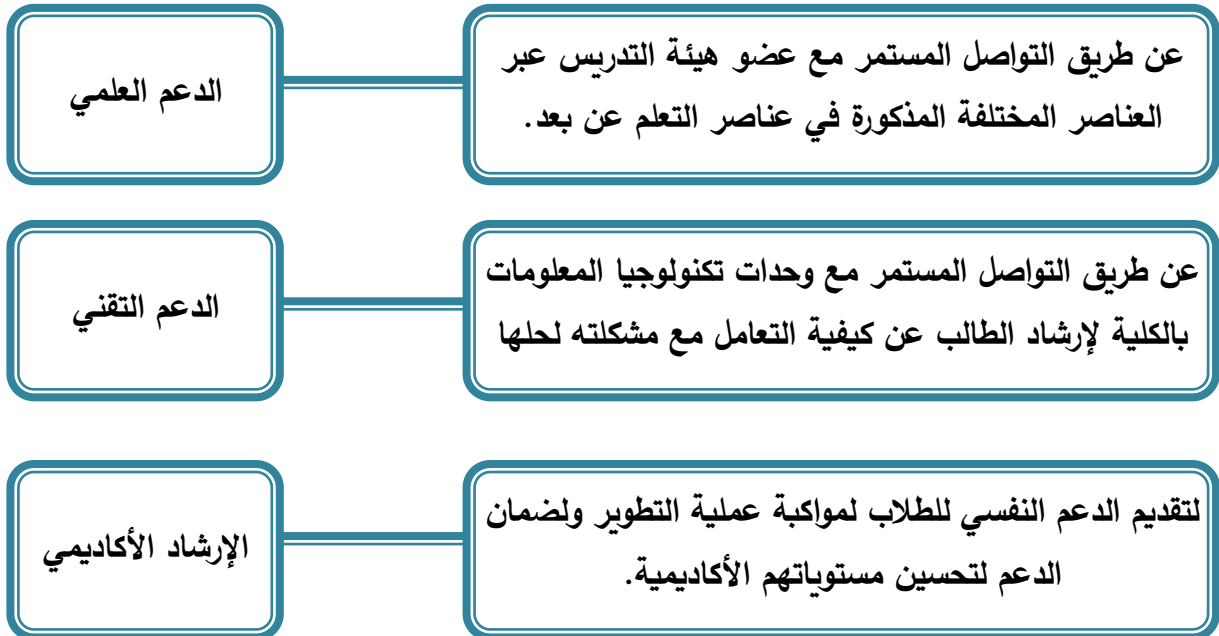 عن طريق التواصل المستمر مع عضو هيئة التدريس عبر
العناصر المختلفة المذكورة في عناصر التعلم عن بعد.
الدعم العلمي
عن طريق التواصل المستمر مع وحدات تكنولوجيا المعلومات
بالكلية لإرشاد الطالب عن كيفية التعامل مع مشكلته لحلها
الدعم التقني
لتقديم الدعم النفسي للطلاب لمواكبة عملية التطوير ولضمان
الدعم لتحسين مستوياتهم الأكاديمية.
الإرشاد الأكاديمي